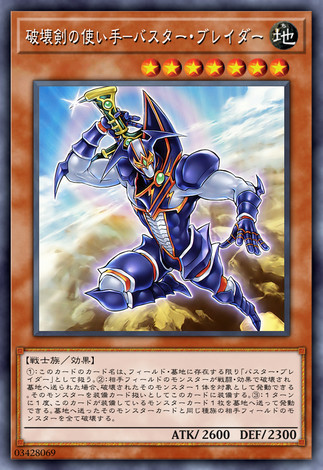 破壊剣の使い手－バスター・ブレイダー
地
【戦士族／効果】
①：このカードのカード名は、フィールド・墓地に存在する限り「バスター・ブレ
イダー」として扱う。②：相手フィールドのモンスターが戦闘・効果で破壊され
墓地へ送られた場合、破壊されたそのモンスター１体を対象として発動できる。
そのモンスターを装備カード扱いとしてこのカードに装備する。③：１ターン
に１度、このカードが装備しているモンスターカード１枚を墓地へ送って発動
できる。墓地へ送ったそのモンスターカードと同じ種族の相手フィールドのモ
ンスターを全て破壊する。
ATK/ 2600 DEF/2300
03428069